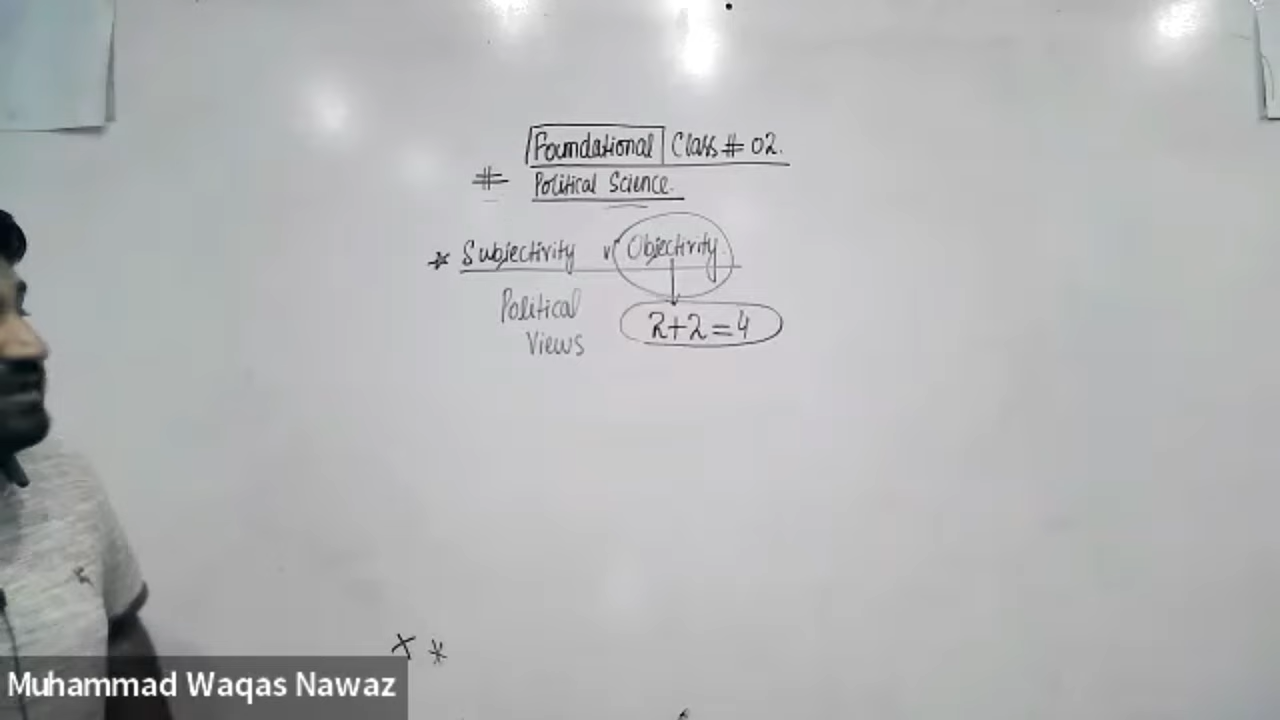 Foundational Class # 02.
# Political Science.
* Subjectivity v Objectivity.
Political
Views
2+2=4
x *
Muhammad Waqas Nawaz